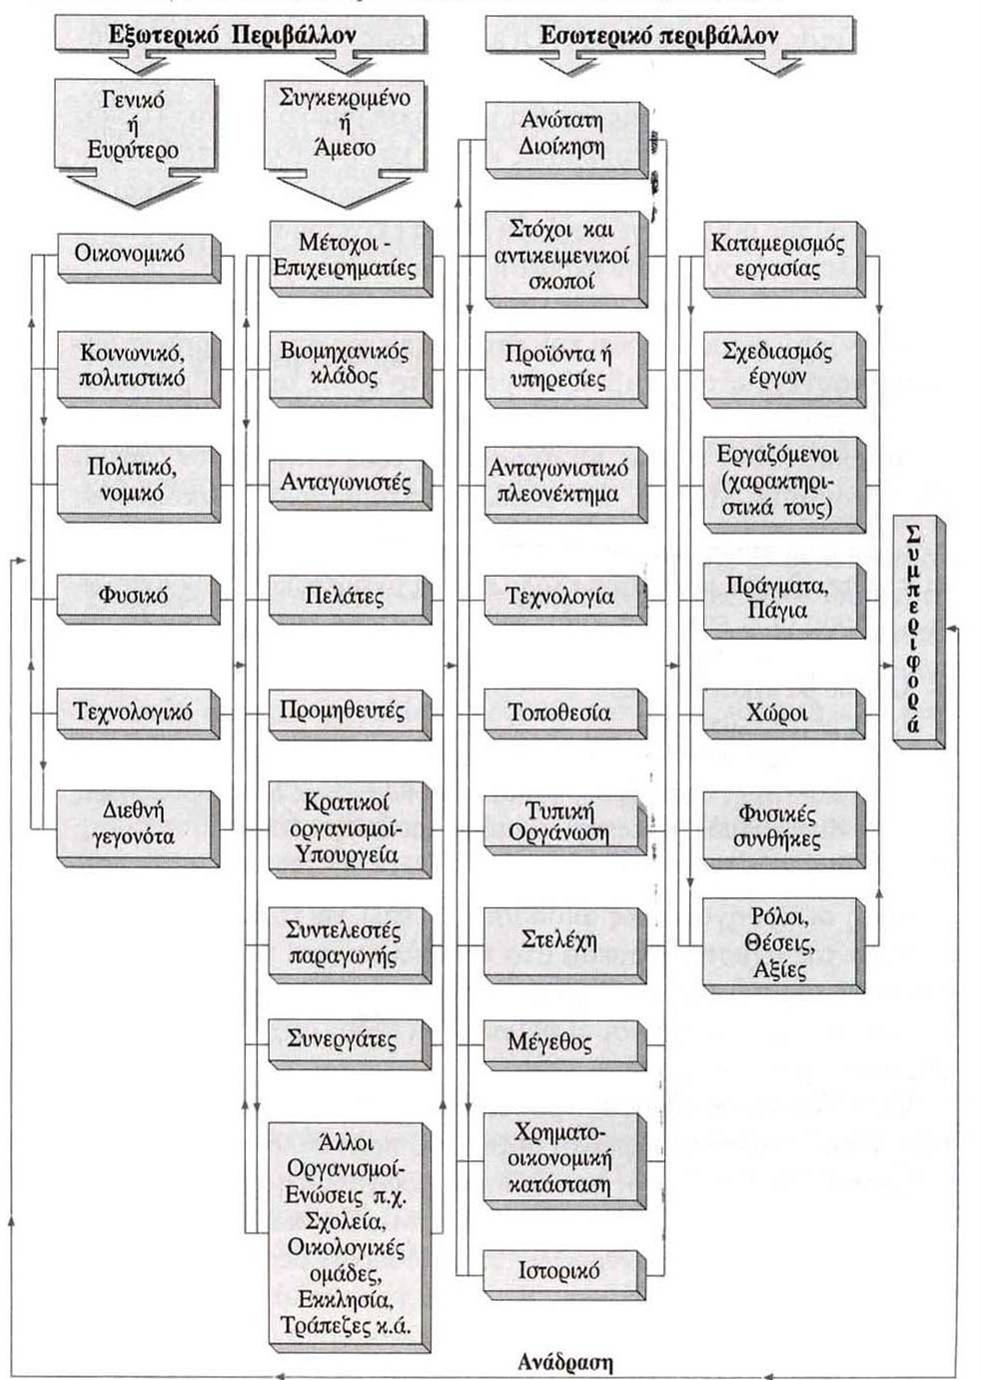 Εξωτερικό Περιβάλλον
Γενικό
ή
Ευρύτερο
Οικονομικό
Κοινωνικό,
πολιτιστικό
Πολιτικό,
νομικό
Φυσικό
Τεχνολογικό
Διεθνή
γεγονότα
Συγκεκριμένο
ή
Άμεσο
Μέτοχοι -
Επιχειρηματίες
Βιομηχανικός
κλάδος
Ανταγωνιστές
Πελάτες
Προμηθευτές
Κρατικοί
οργανισμοί-
Υπουργεία
Συντελεστές
παραγωγής
Συνεργάτες
Άλλοι
Οργανισμοί-
Ενώσεις π.χ.
Σχολεία,
Οικολογικές
ομάδες,
Εκκλησία,
Τράπεζες κ.ά.
Εσωτερικό περιβάλλον
Ανώτατη
Διοίκηση
Στόχοι και
αντικειμενικοί
σκοποί
Προϊόντα ή
υπηρεσίες
Ανταγωνιστικό
πλεονέκτημα
Τεχνολογία
Τοποθεσία
Τυπική
Οργάνωση
Στελέχη
Μέγεθος
Χρηματο-
οικονομική
κατάσταση
Ιστορικό
Καταμερισμός
εργασίας
Σχεδιασμός
έργων
Εργαζόμενοι
(χαρακτηρι-
στικά τους)
Πράγματα,
Πάγια
Χώροι
Φυσικές
συνθήκες
Ρόλοι,
Θέσεις,
Αξίες
Συμπεριφορά
Ανάδραση